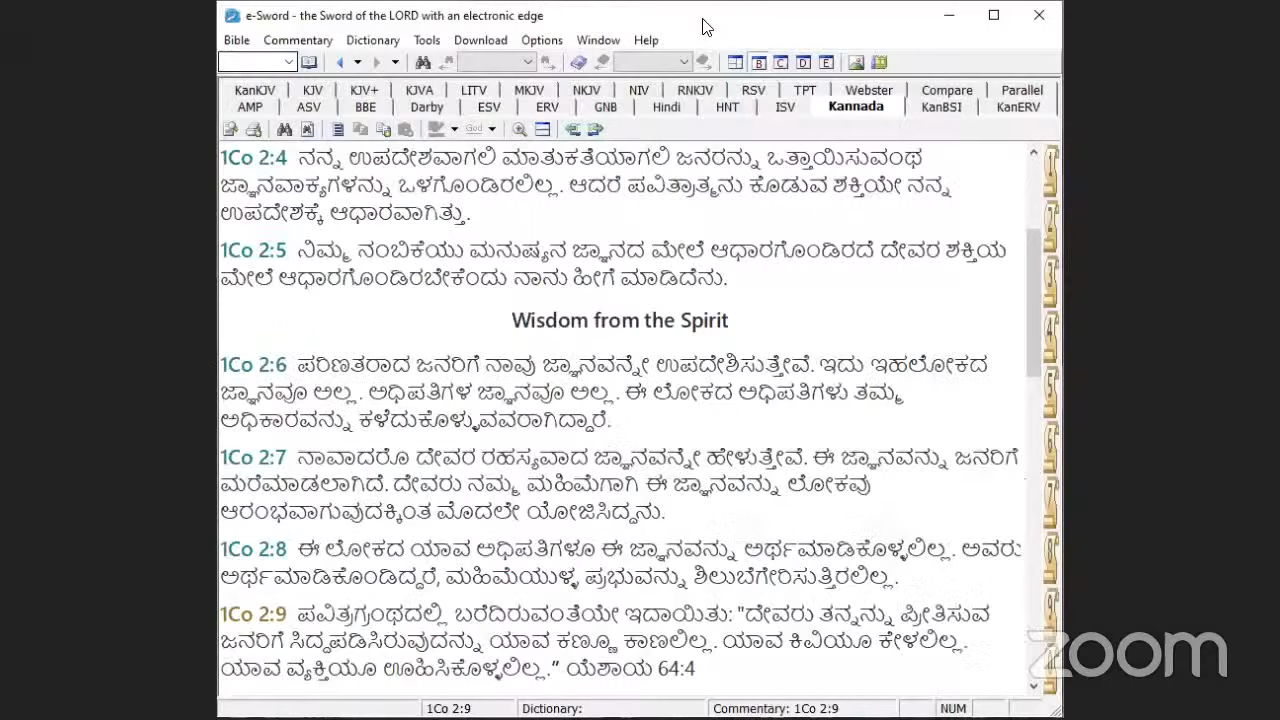 e-Sword - the Sword of the LORD with an electronic edge
Bible Commentary Dictionary Tools Download Options Window Help
KanKJV KJV KJV+ KJVA LITV MKJV NKJV NIV RNKJV RSV TPT Webster Compare Parallel
AMP ASV BBE Darby ESV ERV GNB Hindi HNT ISV Kannada KanBSI KanERV
God
1Co 2:4 ನನ್ನ ಉಪದೇಶವಾಗಲಿ ಮಾತುಕತೆಯಾಗಲಿ ಜನರನ್ನು ಒತ್ತಾಯಿಸುವಂಥ
ಜ್ಞಾನವಾಕ್ಯಗಳನ್ನು ಒಳಗೊಂಡಿರಲಿಲ್ಲ. ಆದರೆ ಪವಿತ್ರಾತ್ಮನು ಕೊಡುವ ಶಕ್ತಿಯೇ ನನ್ನ
ಉಪದೇಶಕ್ಕೆ ಆಧಾರವಾಗಿತ್ತು.
1Co 2:5 ನಿಮ್ಮ ನಂಬಿಕೆಯು ಮನುಷ್ಯನ ಜ್ಞಾನದ ಮೇಲೆ ಆಧಾರಗೊಂಡಿರದೆ ದೇವರ ಶಕ್ತಿಯ
ಮೇಲೆ ಆಧಾರಗೊಂಡಿರಬೇಕೆಂದು ನಾನು ಹೀಗೆ ಮಾಡಿದೆನು.
Wisdom from the Spirit
1Co 2:6 ಪರಿಣತರಾದ ಜನರಿಗೆ ನಾವು ಜ್ಞಾನವನ್ನೇ ಉಪದೇಶಿಸುತ್ತೇವೆ. ಇದು ಇಹಲೋಕದ
ಜ್ಞಾನವೂ ಅಲ್ಲ. ಅಧಿಪತಿಗಳ ಜ್ಞಾನವೂ ಅಲ್ಲ. ಈ ಲೋಕದ ಅಧಿಪತಿಗಳು ತಮ್ಮ
ಅಧಿಕಾರವನ್ನು ಕಳೆದುಕೊಳ್ಳುವವರಾಗಿದ್ದಾರೆ.
1Co 2:7 ನಾವಾದರೊ ದೇವರ ರಹಸ್ಯವಾದ ಜ್ಞಾನವನ್ನೇ ಹೇಳುತ್ತೇವೆ. ಈ ಜ್ಞಾನವನ್ನು ಜನರಿಗೆ
ಮರೆಮಾಡಲಾಗಿದೆ. ದೇವರು ನಮ್ಮ ಮಹಿಮೆಗಾಗಿ ಈ ಜ್ಞಾನವನ್ನು ಲೋಕವು
ಆರಂಭವಾಗುವುದಕ್ಕಿಂತ ಮೊದಲೇ ಯೋಜಿಸಿದ್ದನು.
1Co 2:8 ಈ ಲೋಕದ ಯಾವ ಅಧಿಪತಿಗಳೂ ಈ ಜ್ಞಾನವನ್ನು ಅರ್ಥಮಾಡಿಕೊಳ್ಳಲಿಲ್ಲ. ಅವರು
ಅರ್ಥಮಾಡಿಕೊಂಡಿದ್ದರೆ, ಮಹಿಮೆಯುಳ್ಳ ಪ್ರಭುವನ್ನು ಶಿಲುಬೆಗೇರಿಸುತ್ತಿರಲಿಲ್ಲ.
1Co 2:9 ಪವಿತ್ರಗ್ರಂಥದಲ್ಲಿ ಬರೆದಿರುವಂತೆಯೇ ಇದಾಯಿತು: "ದೇವರು ತನ್ನನ್ನು ಪ್ರೀತಿಸುವ
ಜನರಿಗೆ ಸಿದ್ಧಪಡಿಸಿರುವುದನ್ನು ಯಾವ ಕಣ್ಣೂ ಕಾಣಲಿಲ್ಲ. ಯಾವ ಕಿವಿಯೂ ಕೇಳಲಿಲ್ಲ.
ಯಾವ ವ್ಯಕ್ತಿಯೂ ಊಹಿಸಿಕೊಳ್ಳಲಿಲ್ಲ.” ಯೆಶಾಯ 64:4
zoom
1Co 2:9 Dictionary: Commentary: 1Co 2:9 NUM